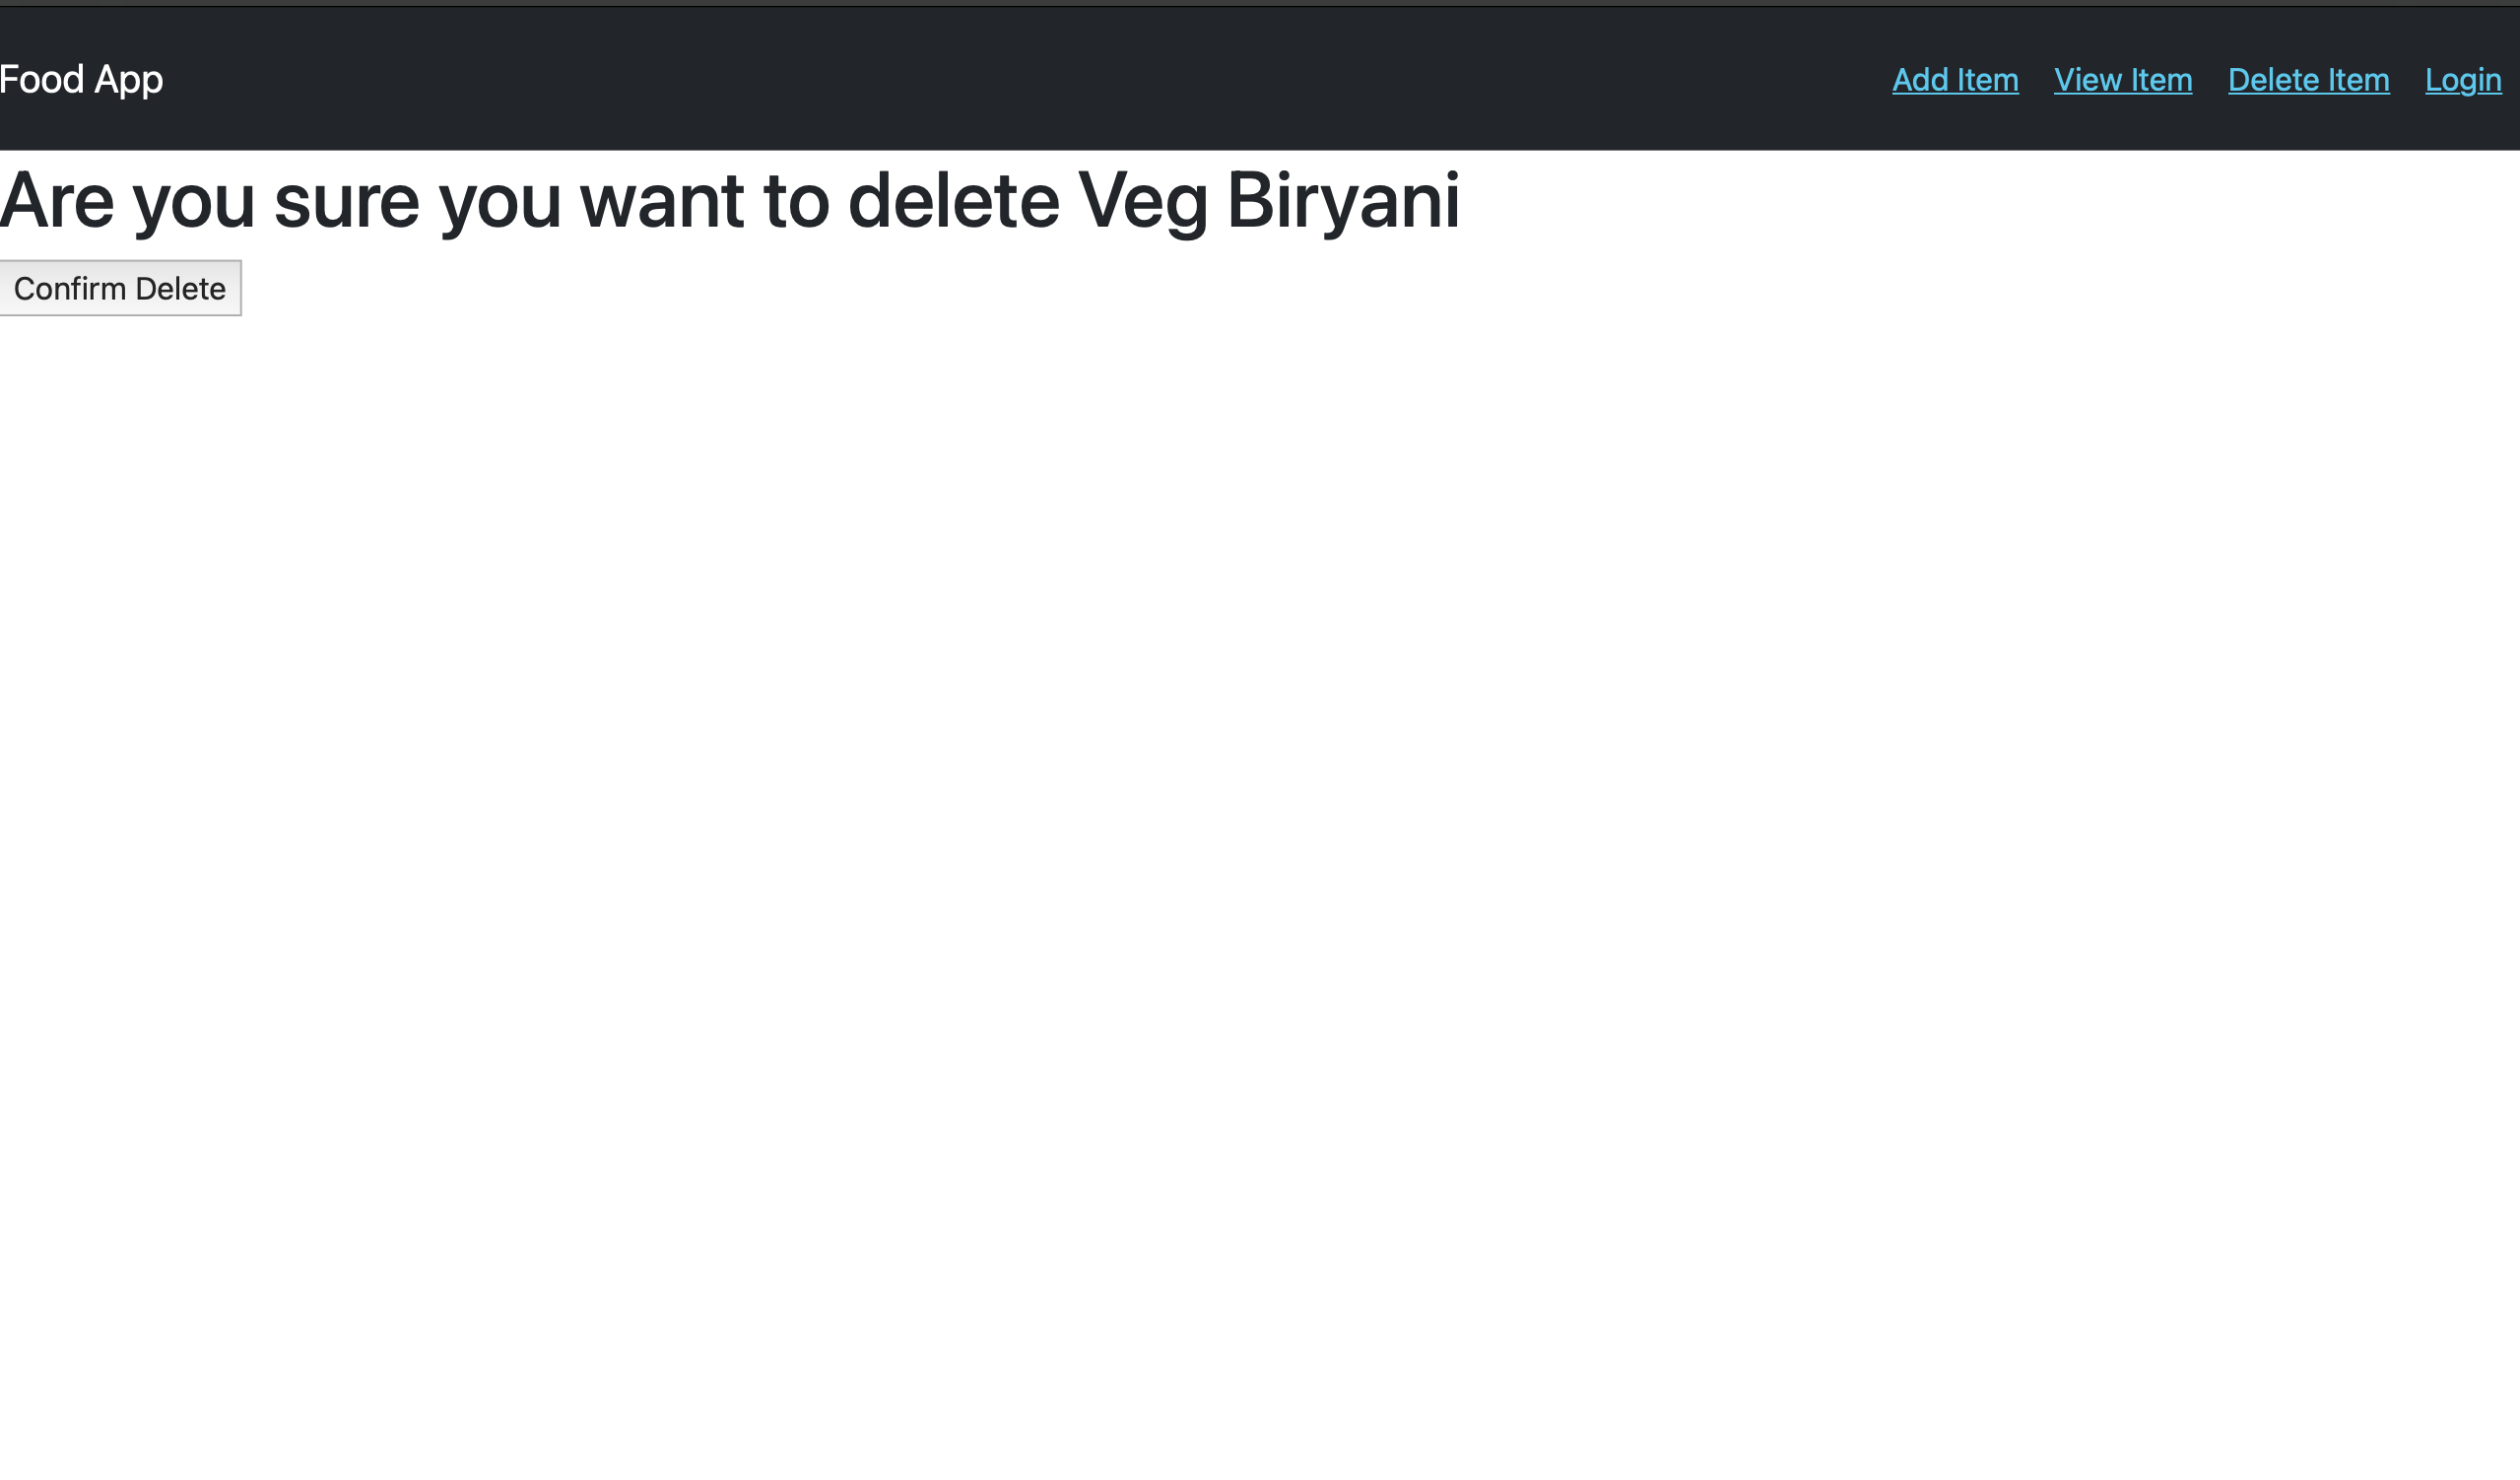 Food App Add Item View Item Delete Item Login
Are you sure you want to delete Veg Biryani
Confirm Delete